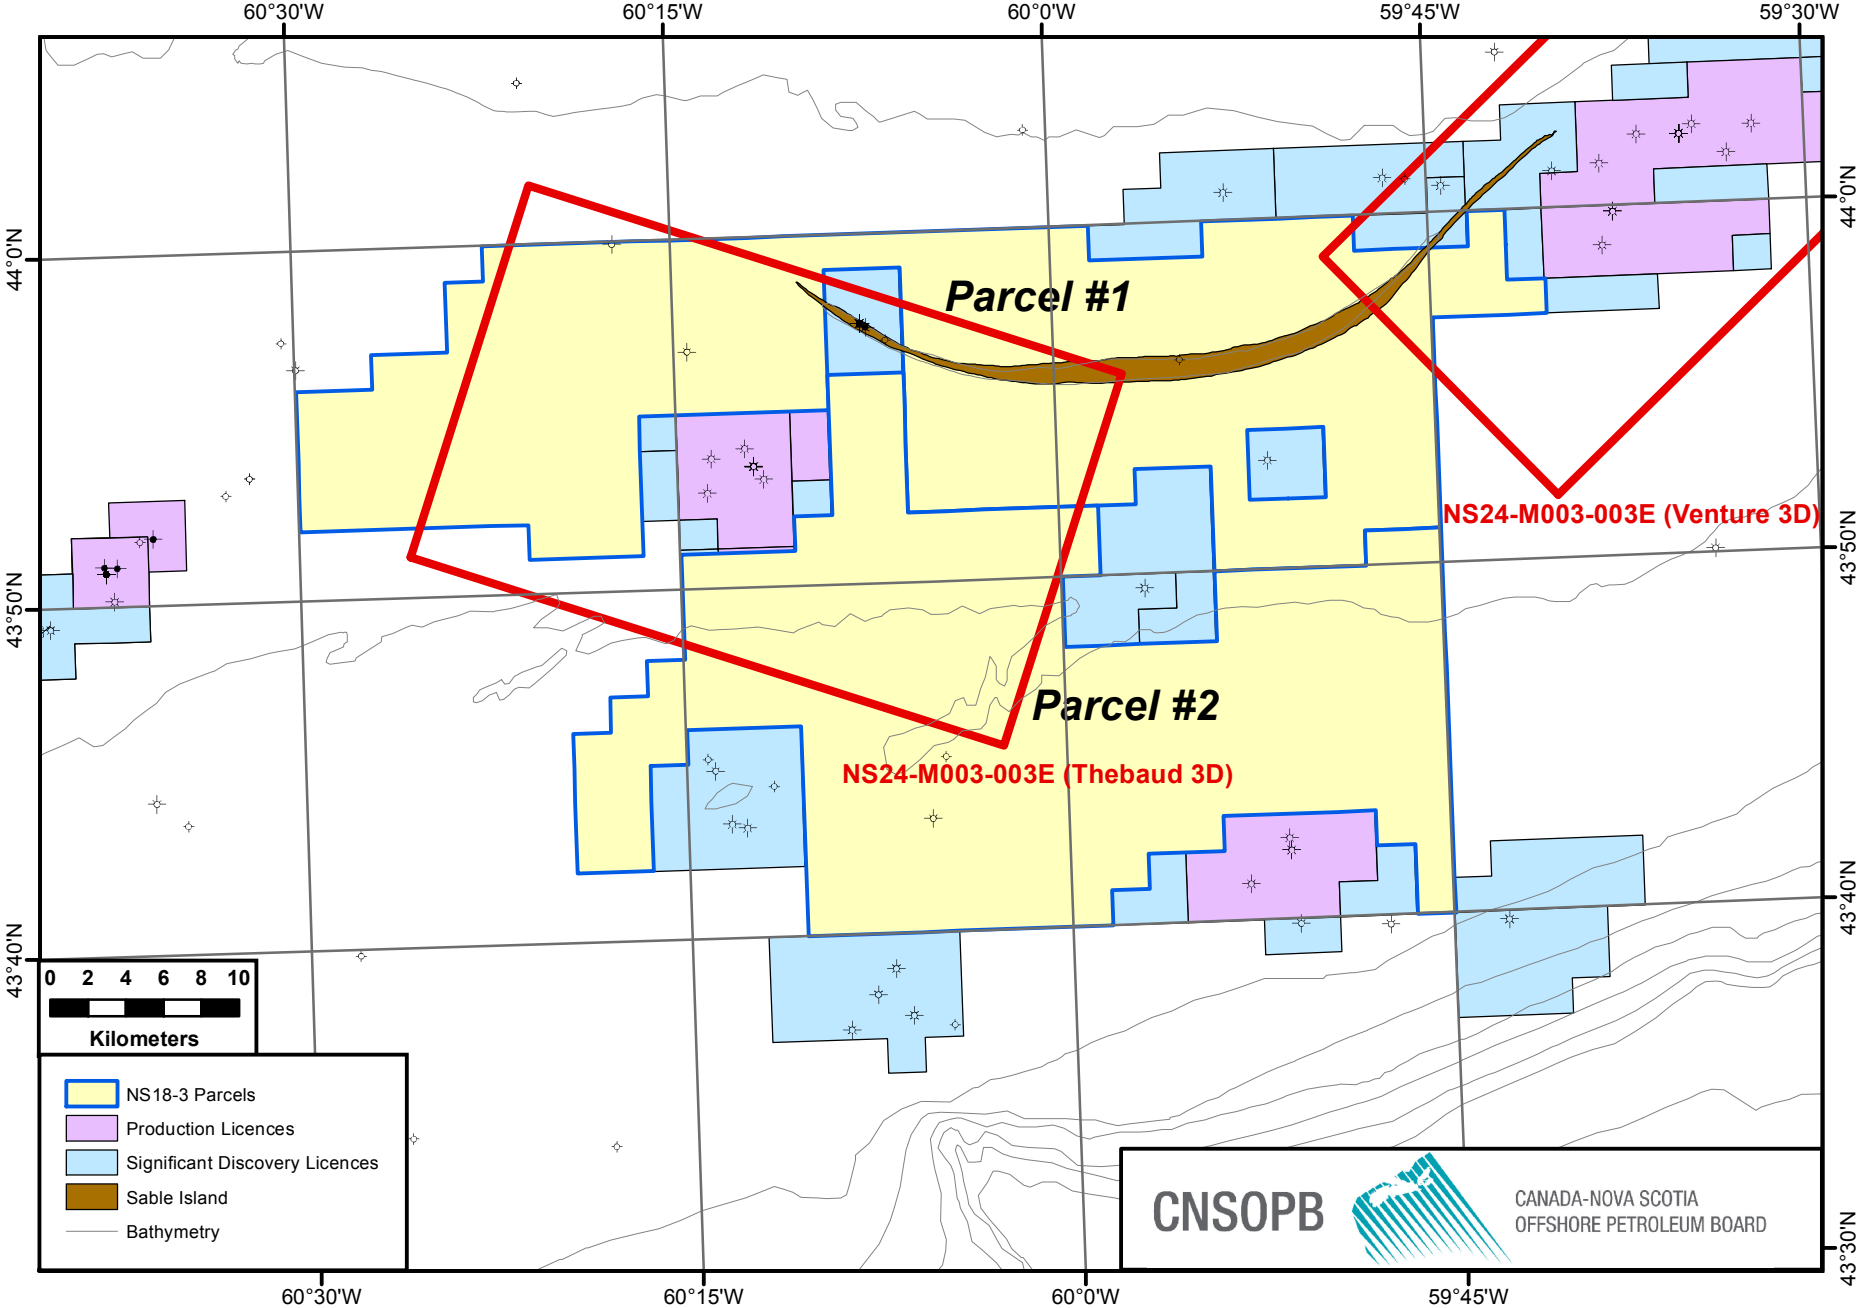 60°30'W 60°15'W 60°0'W 59°45'W 59°30'W
44°0'N
44°0'N
Parcel #1
NS24-M003-003E (Venture 3D)
43°50'N
43°50'N
Parcel #2
NS24-M003-003E (Thebaud 3D)
43°40'N
43°40'N
0 2 4 6 8 10
Kilometers
NS18-3 Parcels
Production Licences
Significant Discovery Licences
Sable Island
Bathymetry
CNSOPB
CANADA-NOVA SCOTIA
OFFSHORE PETROLEUM BOARD
43°30'N
60°30'W 60°15'W 60°0'W 59°45'W